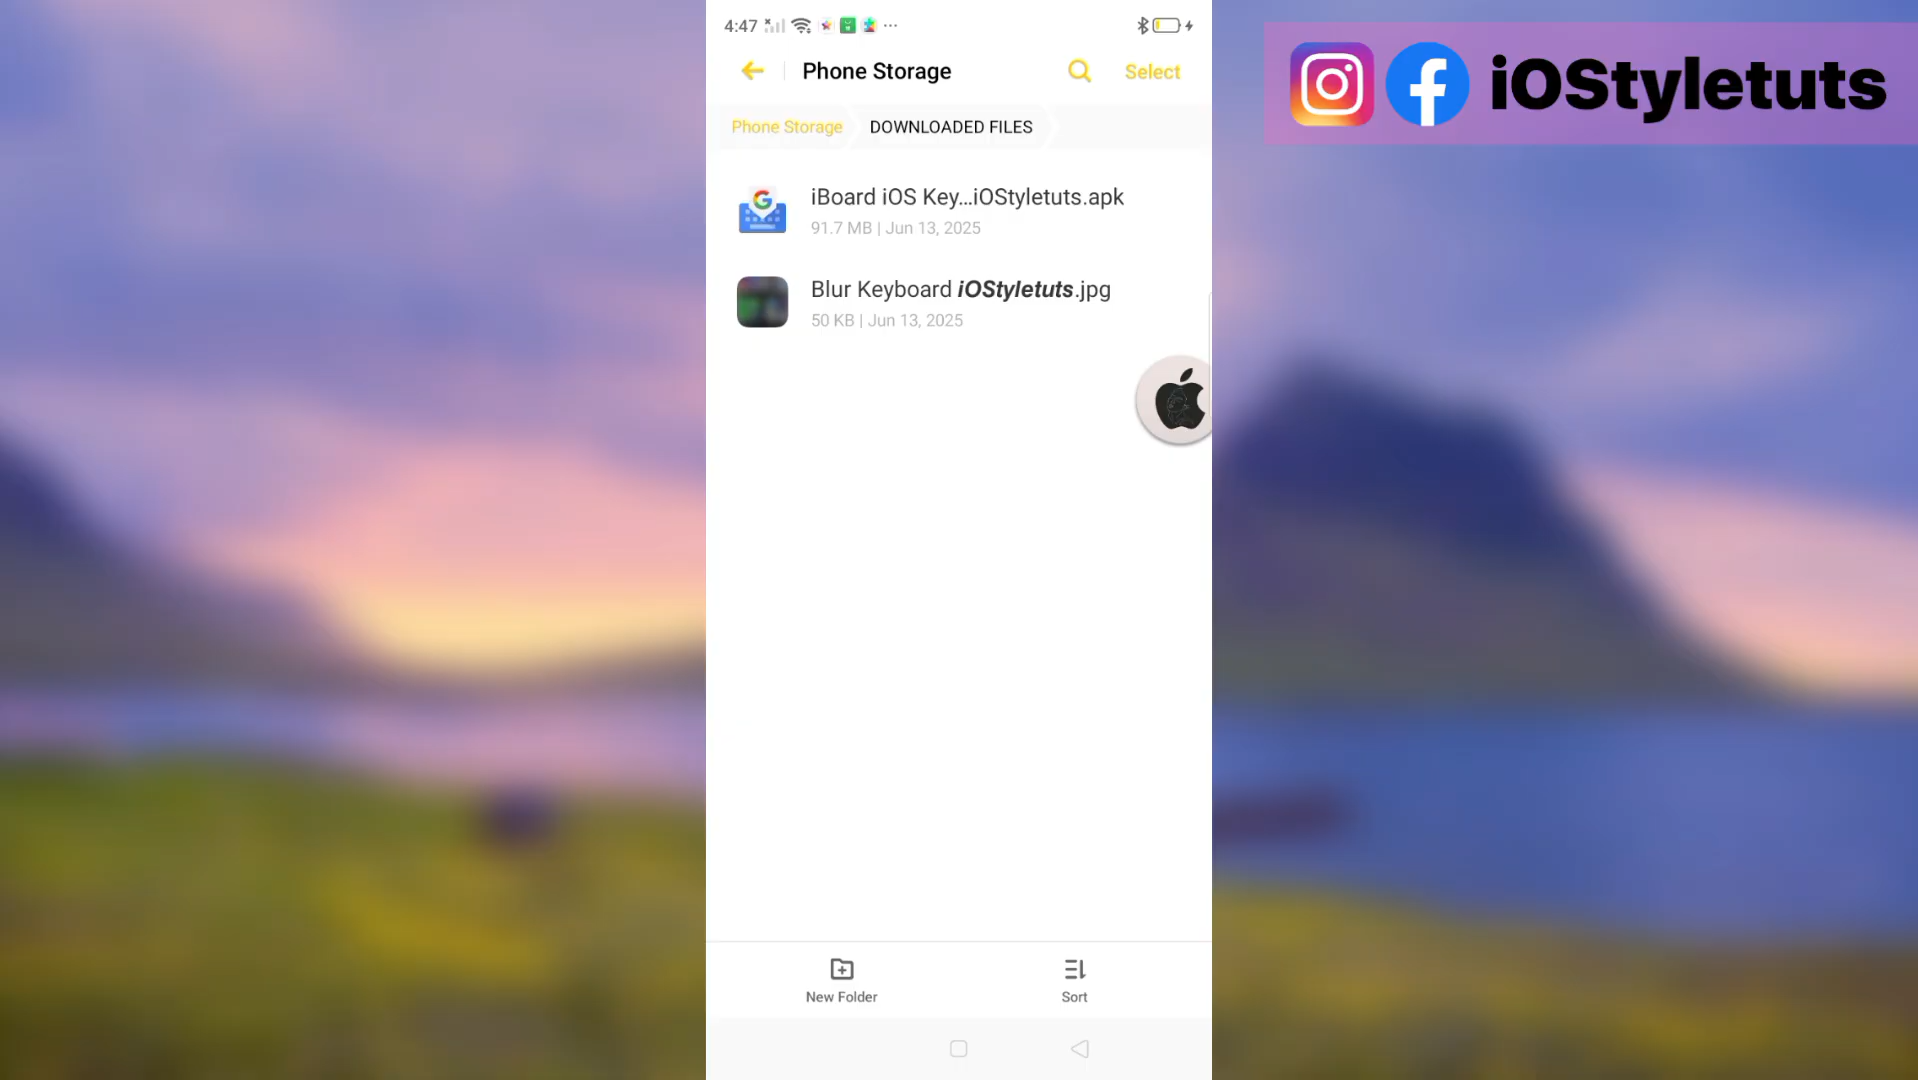 4:47
Phone Storage
Select
Phone Storage
DOWNLOADED FILES
iBoard iOS Key...iOStyletuts.apk
91.7 MB | Jun 13, 2025
Blur Keyboard iOStyletuts.jpg
50 KB | Jun 13, 2025
New Folder
Sort
iOStyletuts